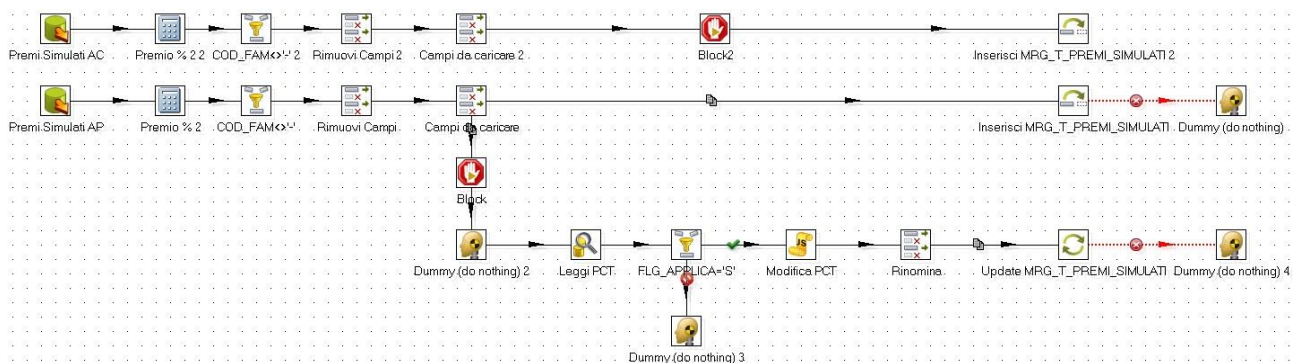 Premi Simulati AC
Premio % 2 2
COD_FAM<>'-' 2
Rimuovi Campi 2
Campi da caricare 2
Block2
Inserisci MRG_T_PREMI_SIMULATI 2
Premi Simulati AP
Premio % 2
COD_FAM<>'-'
Rimuovi Campi
Campi da caricare
Inserisci MRG_T_PREMI_SIMULATI
Dummy (do nothing)
Block
Dummy (do nothing) 2
Leggi PCT
FLG_APPLICA='S'
JS
Modifica PCT
Rinomina
Update MRG_T_PREMI_SIMULATI
Dummy (do nothing) 4
Dummy (do nothing) 3